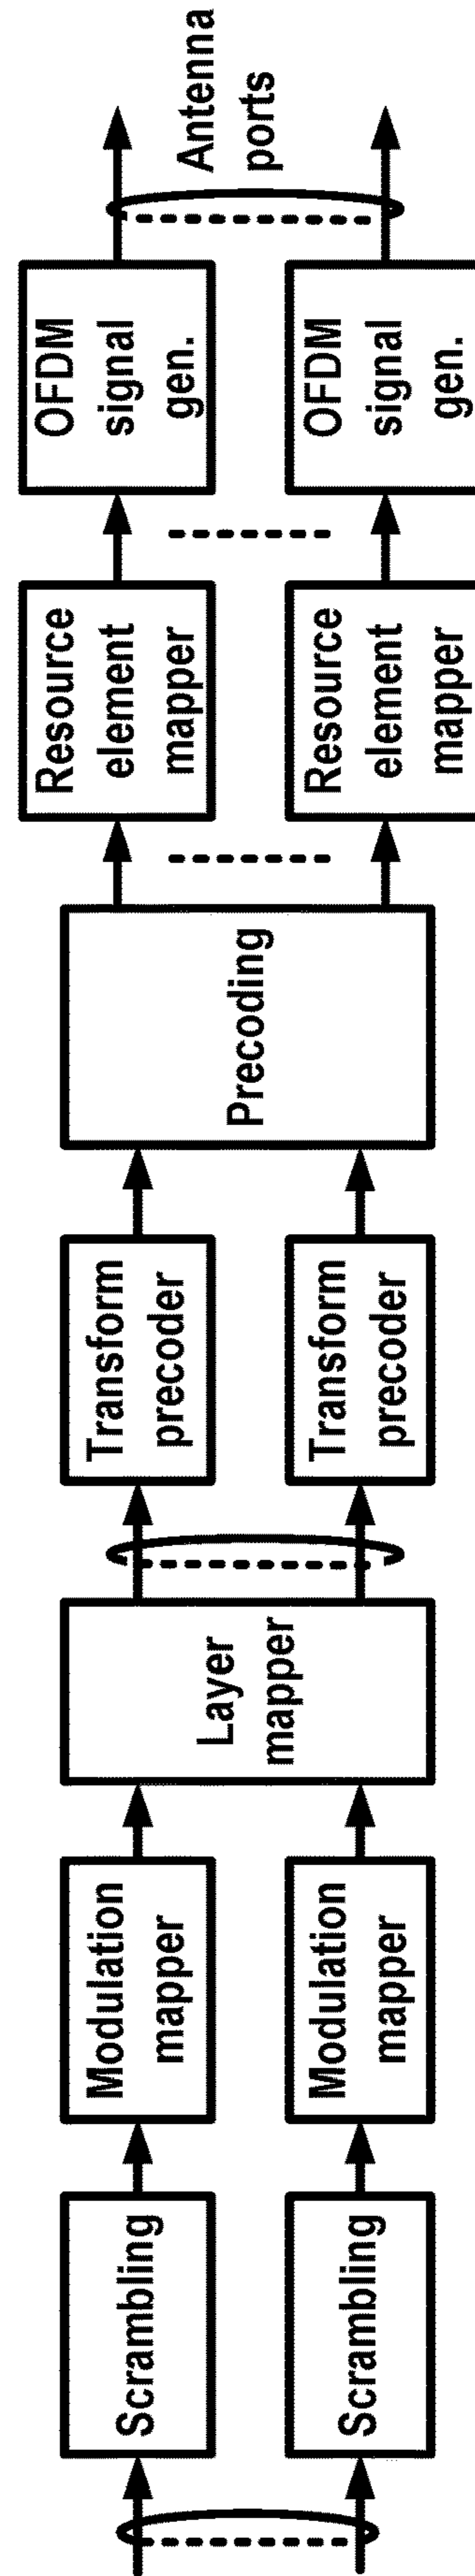 Scrambling
Scrambling
Modulation
mapper
Modulation
mapper
Layer
mapper
Transform
precoder
Transform
precoder
Precoding
Resource
element
mapper
Resource
element
mapper
OFDM
signal
gen.
OFDM
signal
gen.
Antenna
ports